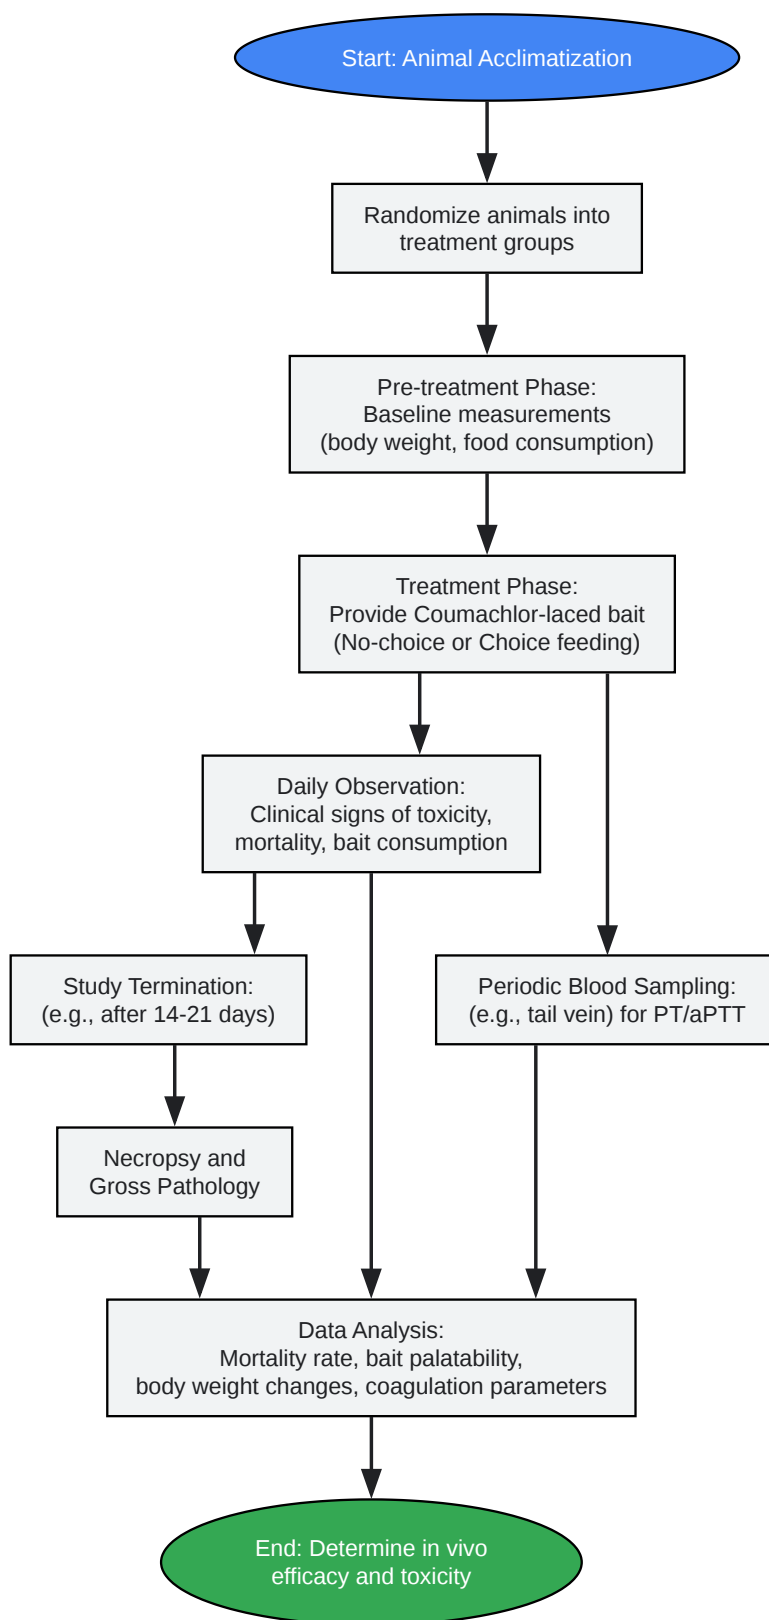 Start: Animal Acclimatization
Randomize animals into
treatment groups
Pre-treatment Phase:
Baseline measurements
(body weight, food consumption)
Treatment Phase:
Provide Coumachlor-laced bait
(No-choice or Choice feeding)
Daily Observation:
Clinical signs of toxicity,
mortality, bait consumption
Study Termination:
(e.g., after 14-21 days)
Periodic Blood Sampling:
(e.g., tail vein) for PT/aPTT
Necropsy and
Gross Pathology
Data Analysis:
Mortality rate, bait palatability,
body weight changes, coagulation parameters
End: Determine in vivo
efficacy and toxicity